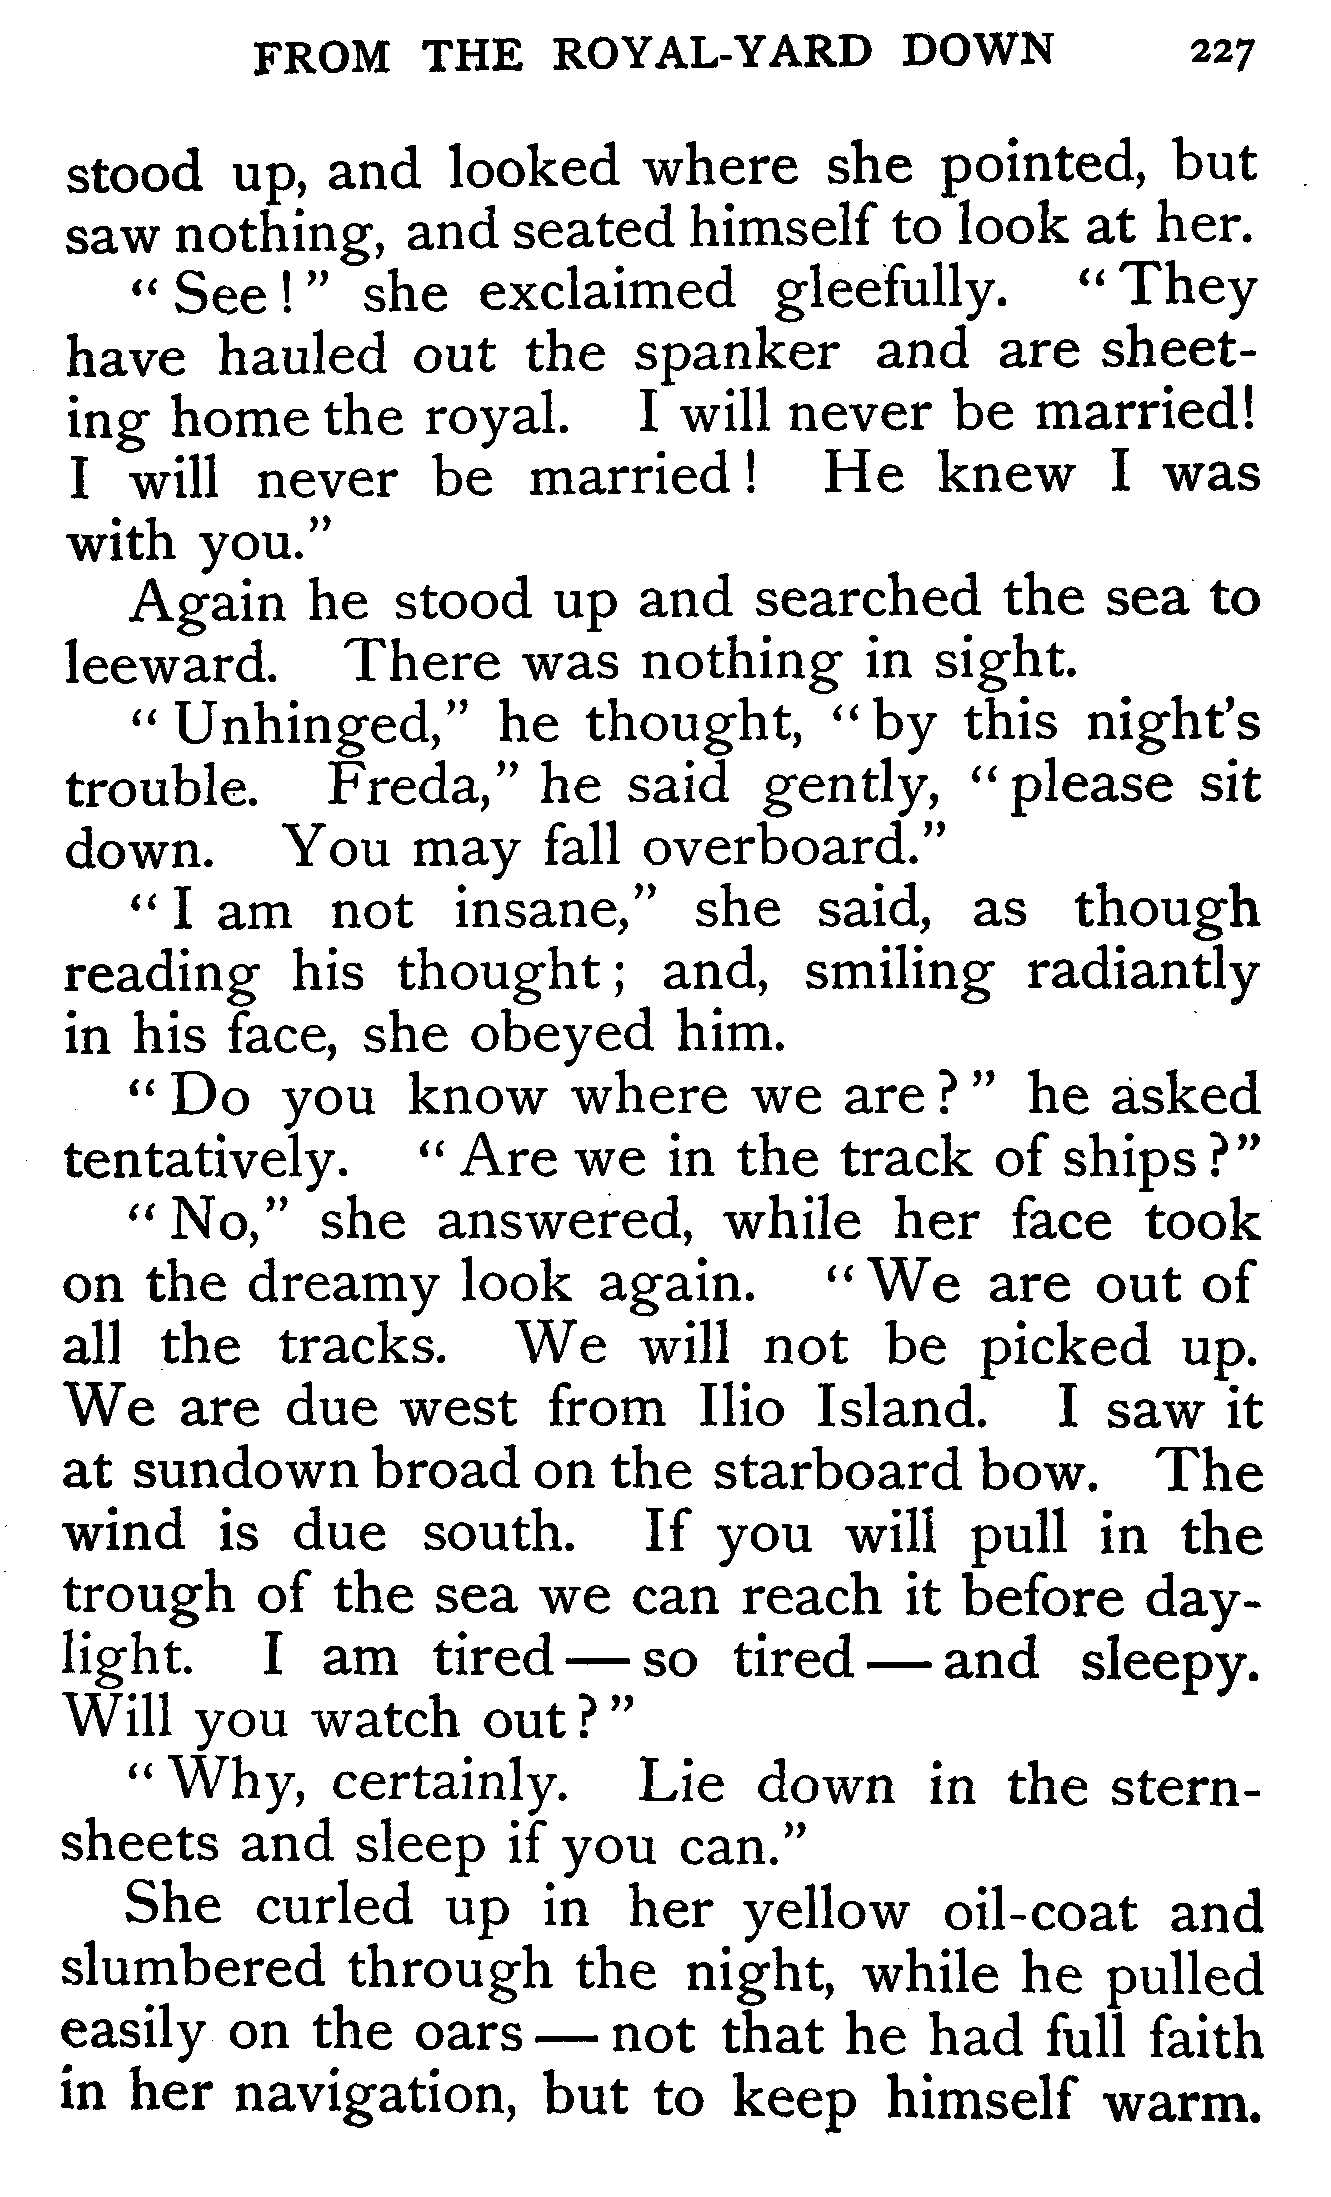 FROM THE ROYAL-YARD DOWN 227
stood up, and looked where she pointed, but
saw nothing, and seated himself to look at her.
“See!” she exclaimed gleefully. “They
have hauled out the spanker and are sheet-
ing home the royal. I will never be married!
I will never be married! He knew I was
with you.”
Again he stood up and searched the sea to
leeward. There was nothing in sight.
“Unhinged,” he thought, “by this night’s
trouble. Freda,” he said gently, “please sit
down. You may fall overboard.”
“I am not insane,” she said, as though
reading his thought; and, smiling radiantly
in his face, she obeyed him.
“Do you know where we are?” he asked
tentatively. “Are we in the track of ships?”
“No,” she answered, while her face took
on the dreamy look again. “We are out of
all the tracks. We will not be picked up.
We are due west from Ilio Island. I saw it
at sundown broad on the starboard bow. The
wind is due south. If you will pull in the
trough of the sea we can reach it before day-
light. I am tired—so tired—and sleepy.
Will you watch out?”
“Why, certainly. Lie down in the stern-
sheets and sleep if you can.”
She curled up in her yellow oil-coat and
slumbered through the night, while he pulled
easily on the oars—not that he had full faith
in her navigation, but to keep himself warm.